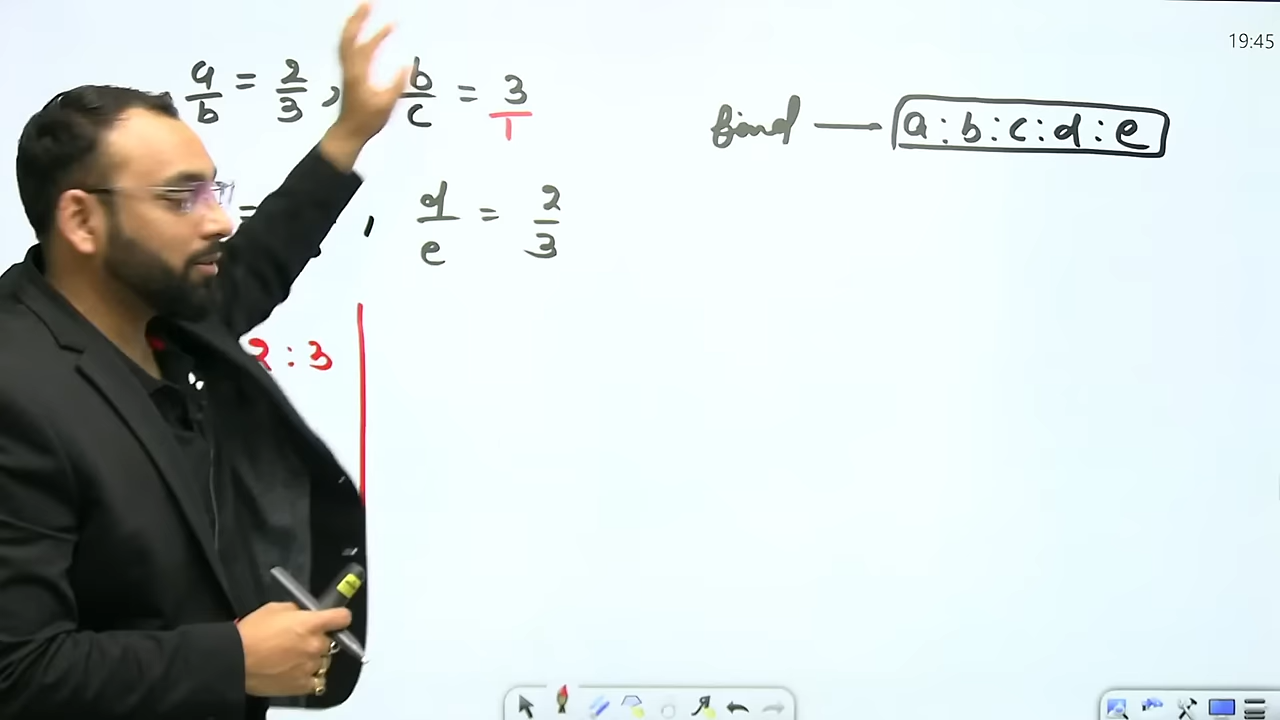 19:45
a/b = 2/3 , b/c = 3/1
find — a : b : c : d : e
= , d/e = 2/3
2 : 3